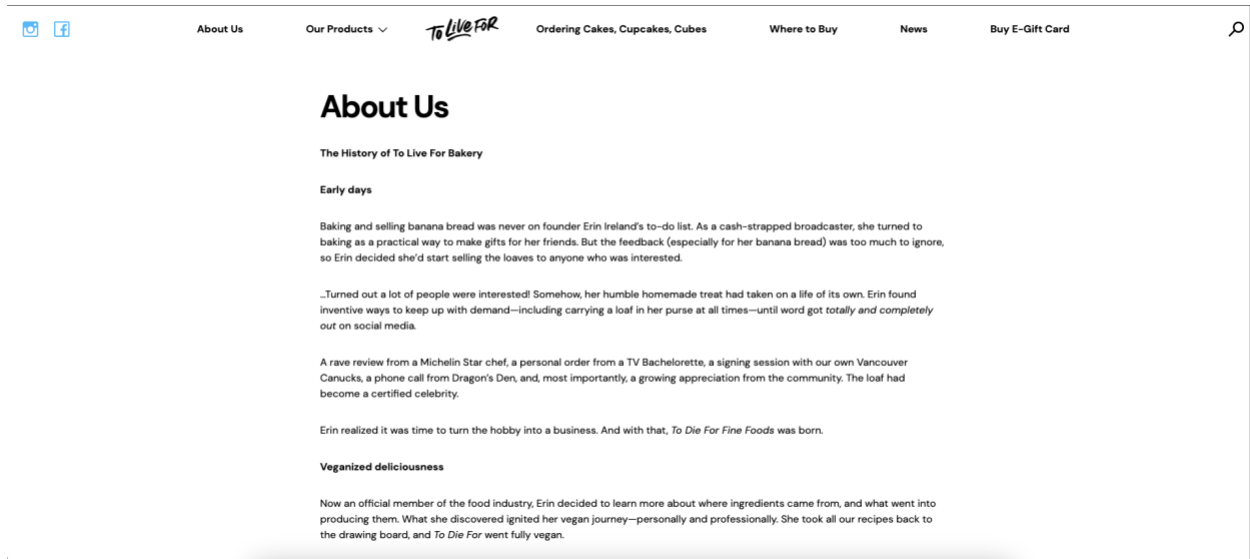 About Us
Our Products
To Live For
Ordering Cakes, Cupcakes, Cubes
Where to Buy
News
Buy E-Gift Card
About Us
The History of To Live For Bakery
Early days
Baking and selling banana bread was never on founder Erin Ireland's to-do list. As a cash-strapped broadcaster, she turned to
baking as a practical way to make gifts for her friends. But the feedback (especially for her banana bread) was too much to ignore,
so Erin decided she'd start selling the loaves to anyone who was interested.
…Turned out a lot of people were interested! Somehow, her humble homemade treat had taken on a life of its own. Erin found
inventive ways to keep up with demand—including carrying a loaf in her purse at all times—until word got totally and completely
out on social media.
A rave review from a Michelin Star chef, a personal order from a TV Bachelorette, a signing session with our own Vancouver
Canucks, a phone call from Dragon's Den, and, most importantly, a growing appreciation from the community. The loaf had
become a certified celebrity.
Erin realized it was time to turn the hobby into a business. And with that, To Die For Fine Foods was born.
Veganized deliciousness
Now an official member of the food industry, Erin decided to learn more about where ingredients came from, and what went into
producing them. What she discovered ignited her vegan journey—personally and professionally. She took all our recipes back to
the drawing board, and To Die For went fully vegan.